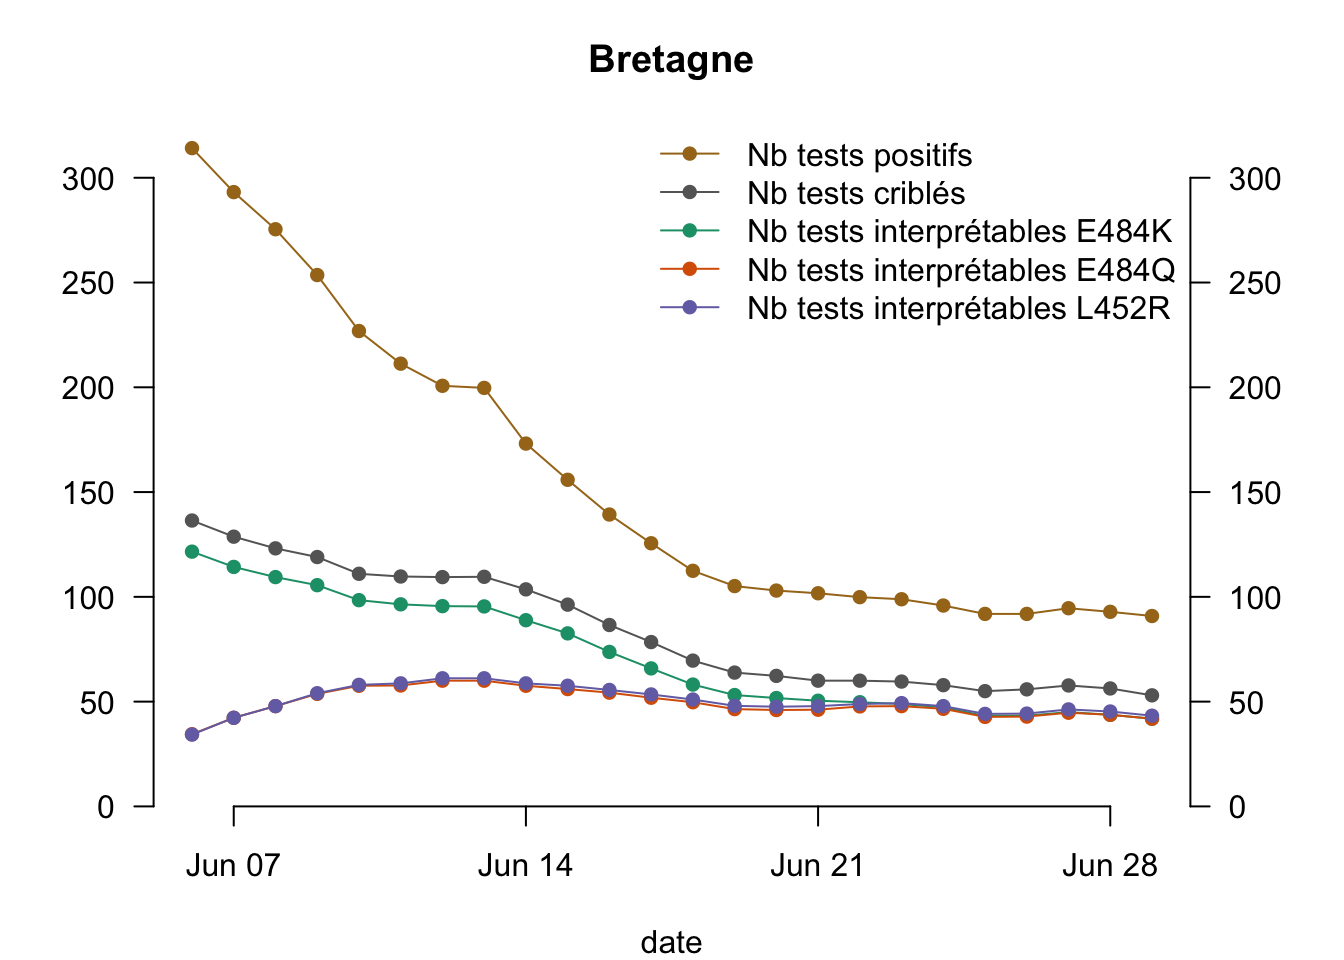 Bretagne
Nb tests positifs
Nb tests criblés
Nb tests interprétables E484K
Nb tests interprétables E484Q
Nb tests interprétables L452R
300
250
200
150
100
50
0
300
250
200
150
100
50
0
Jun 07 Jun 14 Jun 21 Jun 28
date